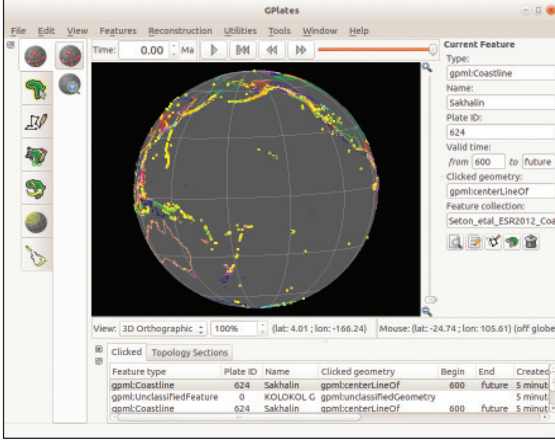 GPlates
File Edit View Features Reconstruction Utilities Tools Window Help
Time: 0.00 Ma
Current Feature
Type:
gpml:Coastline
Name:
Sakhalin
Plate ID:
624
Valid time:
from 600 to future
Clicked geometry:
gpml:centerLineOf
Feature collection:
Seton_etal_ESR2012_Coa
View: 3D Orthographic 100% (lat: 4.01 ; lon: -166.24) Mouse: (lat: -24.74 ; lon: 105.61) (off globe
Clicked Topology Sections
Feature type Plate ID Name Clicked geometry Begin End Created
gpml:Coastline 624 Sakhalin gpml:centerLineOf 600 future 5 minut
gpml:UnclassifiedFeature 0 KOLOKOL G gpml:unclassifiedGeometry 5 minut
gpml:Coastline 624 Sakhalin gpml:centerLineOf 600 future 5 minut